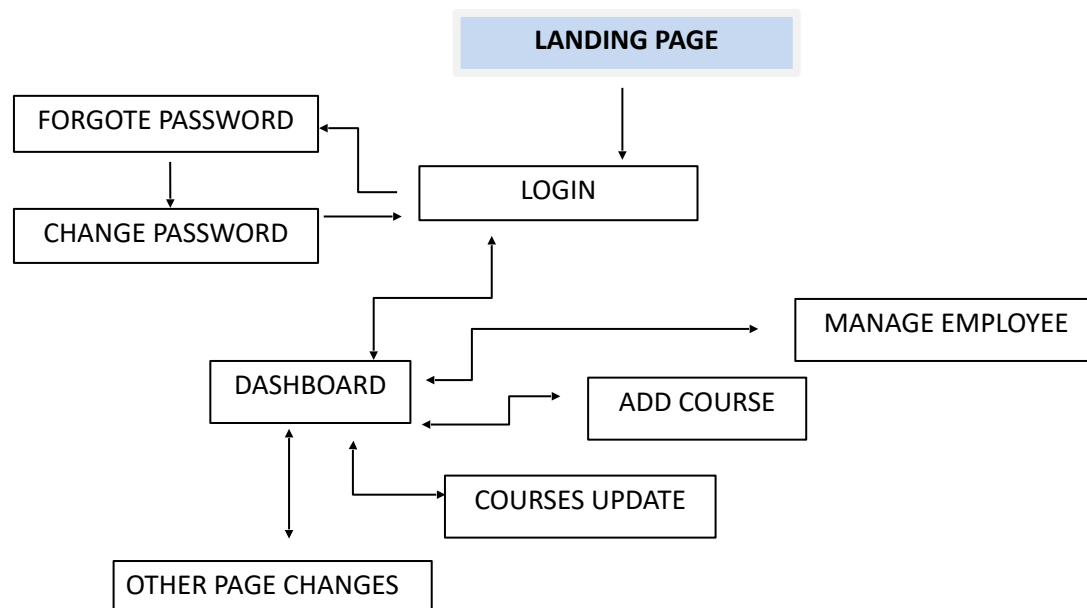 LANDING PAGE
FORGOTE PASSWORD
LOGIN
CHANGE PASSWORD
MANAGE EMPLOYEE
DASHBOARD
ADD COURSE
COURSES UPDATE
OTHER PAGE CHANGES